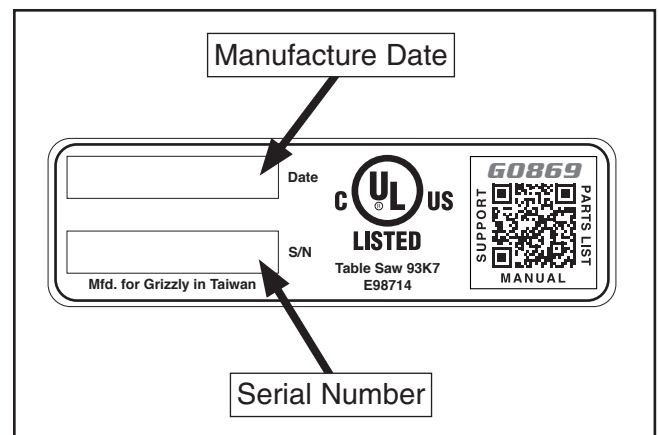 Manufacture Date
Date
S/N
Mfd. for Grizzly in Taiwan
C UL US
®
LISTED
Table Saw 93K7
E98714
G0869
SUPPORT
PARTS LIST
MANUAL
Serial Number